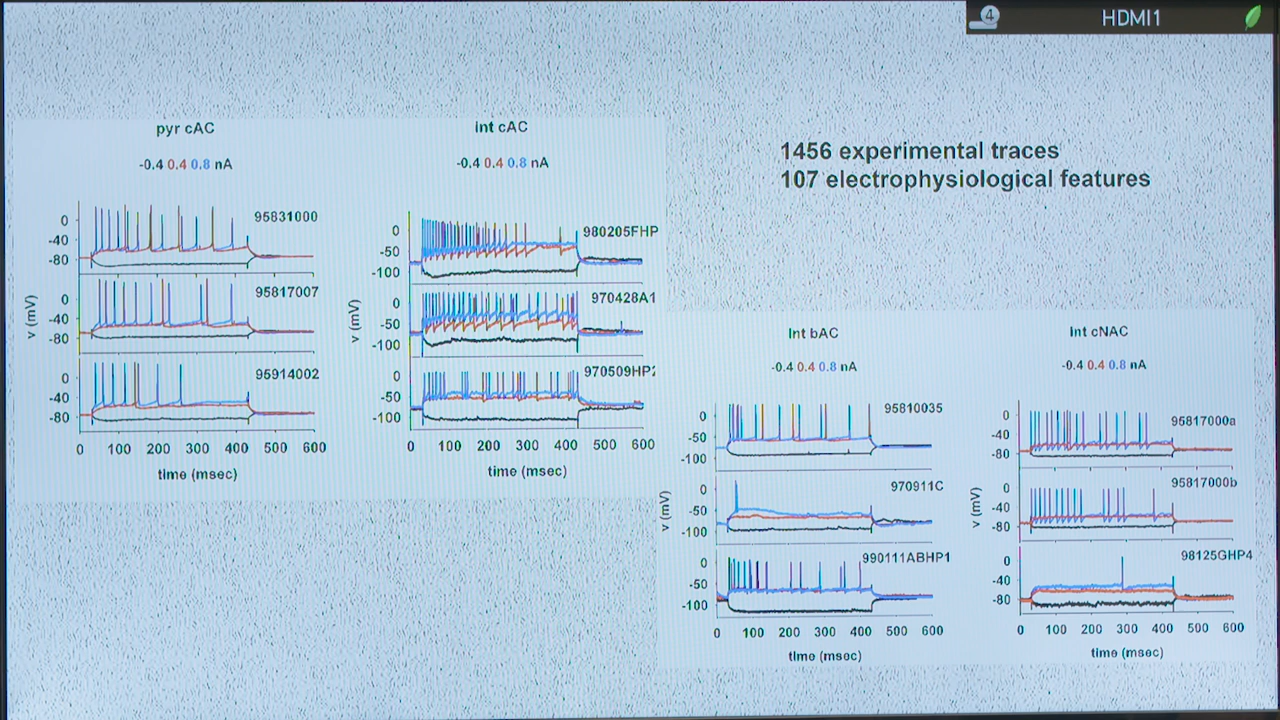 4 HDMI1
pyr cAC
-0.4 0.4 0.8 nA
0
-40
-80
95831000
0
-40
-80
95817007
0
-40
-80
95914002
v (mV)
0 100 200 300 400 500 600
time (msec)
int cAC
-0.4 0.4 0.8 nA
0
-50
-100
980205FHP
0
-50
-100
970428A1
0
-50
-100
970509HP2
v (mV)
0 100 200 300 400 500 600
time (msec)
1456 experimental traces
107 electrophysiological features
Int bAC
-0.4 0.4 0.8 nA
0
-50
-100
95810035
0
-50
-100
970911C
0
-50
-100
990111ABHP1
v (mV)
0 100 200 300 400 500 600
time (msec)
Int cNAC
-0.4 0.4 0.8 nA
0
-40
-80
95817000a
0
-40
-80
95817000b
0
-40
-80
98125GHP4
v (mV)
0 100 200 300 400 500 600
time (msec)